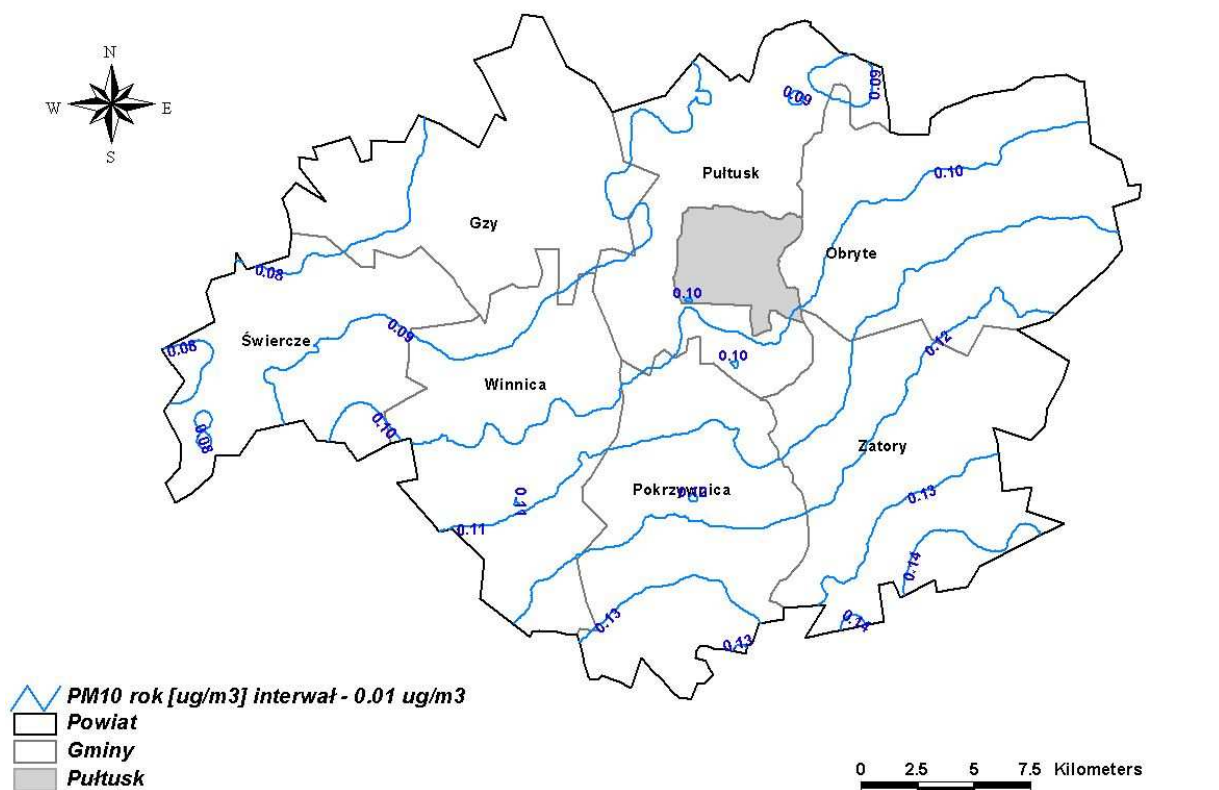 N
W E
S
0.09
0.09
0.10
Pułtusk
Gzy
Obryte
0.08
0.10
0.09
Świercze
0.12
0.08
0.10
Winnica
0.10
0.08
Zatory
Pokrzywnica
0.13
0.11
0.11
0.14
0.13
0.14
0.13
PM10 rok [ug/m3] interwał - 0.01 ug/m3
Powiat
Gminy
Pułtusk
0 2.5 5 7.5 Kilometers